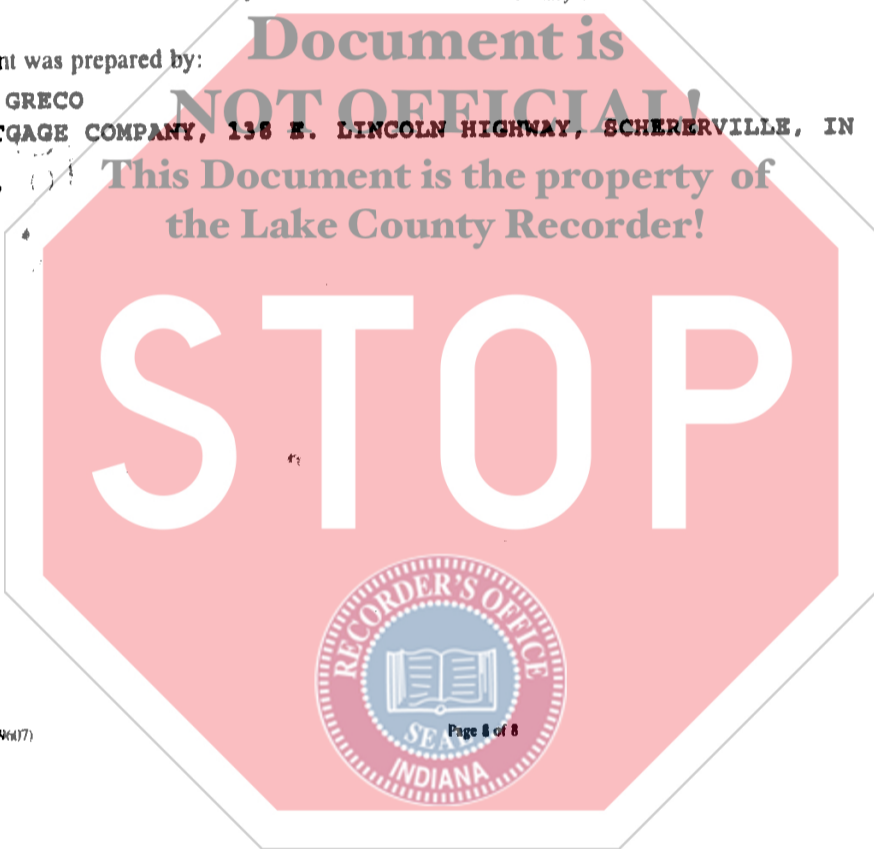 Document is
nt was prepared by:
NOT OFFICIAL!
GRECO
GAGE COMPANY, 138 E. LINCOLN HIGHWAY, SCHERERVILLE, IN
This Document is the property of
the Lake County Recorder!
STOP
RECORDER'S OFFICE
SEAL
Page 8 of 8
INDIANA
9607)